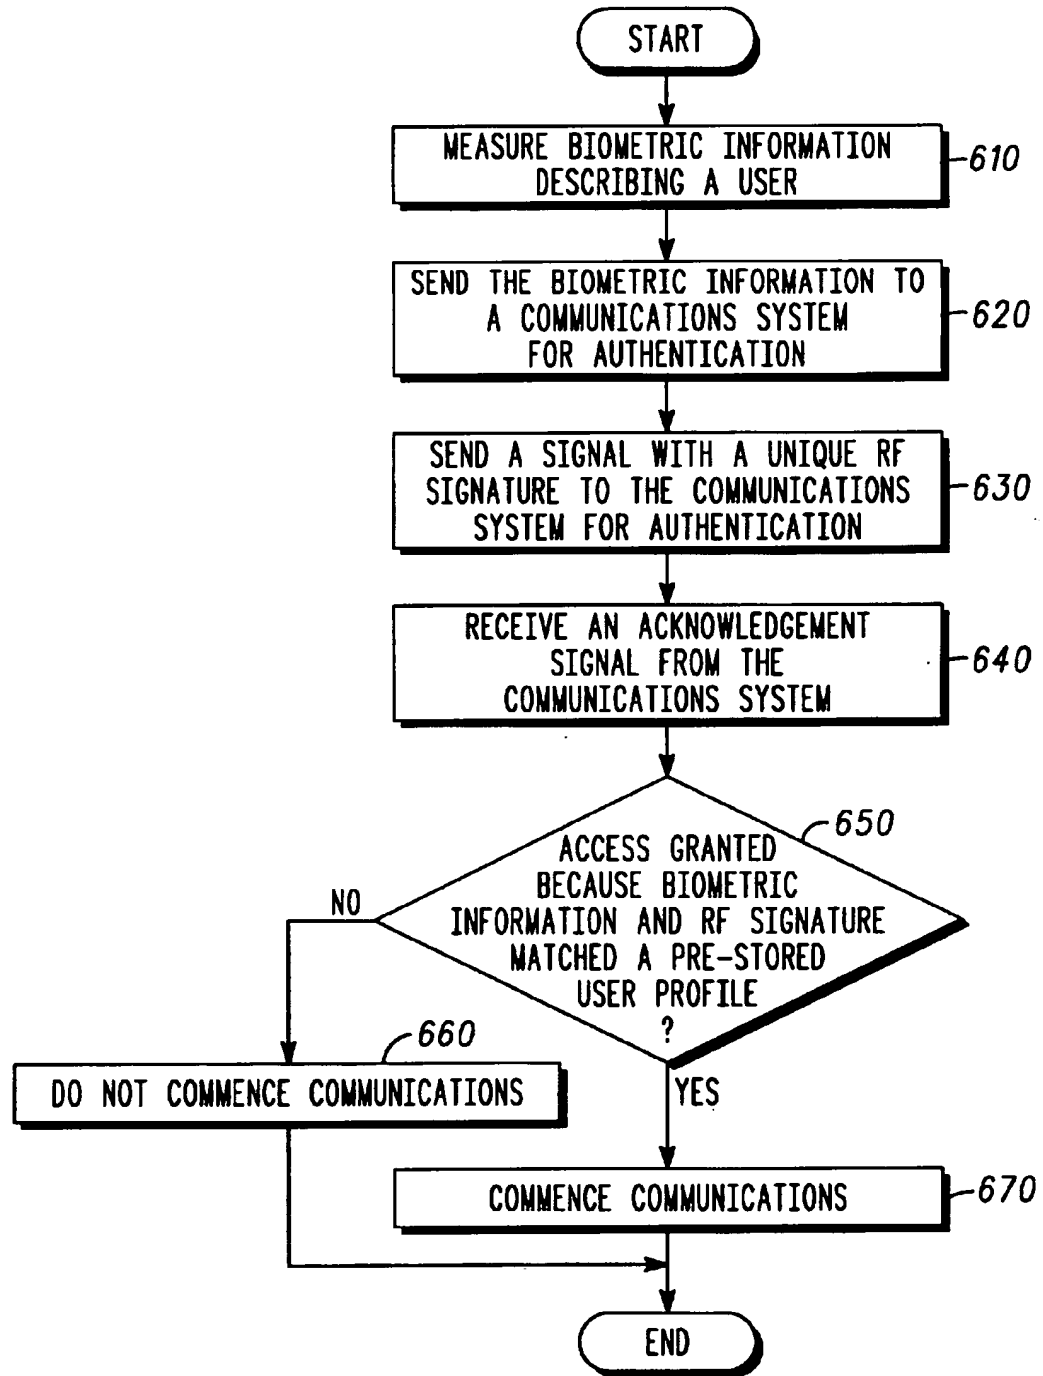 START
MEASURE BIOMETRIC INFORMATION
DESCRIBING A USER
610
SEND THE BIOMETRIC INFORMATION TO
A COMMUNICATIONS SYSTEM
FOR AUTHENTICATION
620
SEND A SIGNAL WITH A UNIQUE RF
SIGNATURE TO THE COMMUNICATIONS
SYSTEM FOR AUTHENTICATION
630
RECEIVE AN ACKNOWLEDGEMENT
SIGNAL FROM THE
COMMUNICATIONS SYSTEM
640
650
ACCESS GRANTED
BECAUSE BIOMETRIC
INFORMATION AND RF SIGNATURE
MATCHED A PRE-STORED
USER PROFILE
?
NO
660
DO NOT COMMENCE COMMUNICATIONS
YES
COMMENCE COMMUNICATIONS
670
END